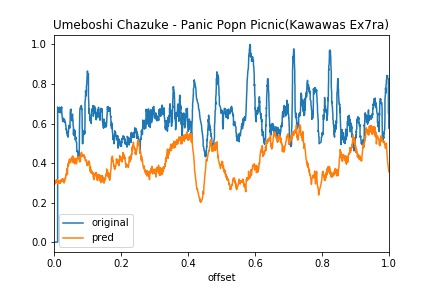 Umeboshi Chazuke - Panic Popn Picnic(Kawawas Ex7ra)
1.0
0.8
0.6
0.4
0.2
0.0
original
pred
0.0 0.2 0.4 0.6 0.8 1.0
offset